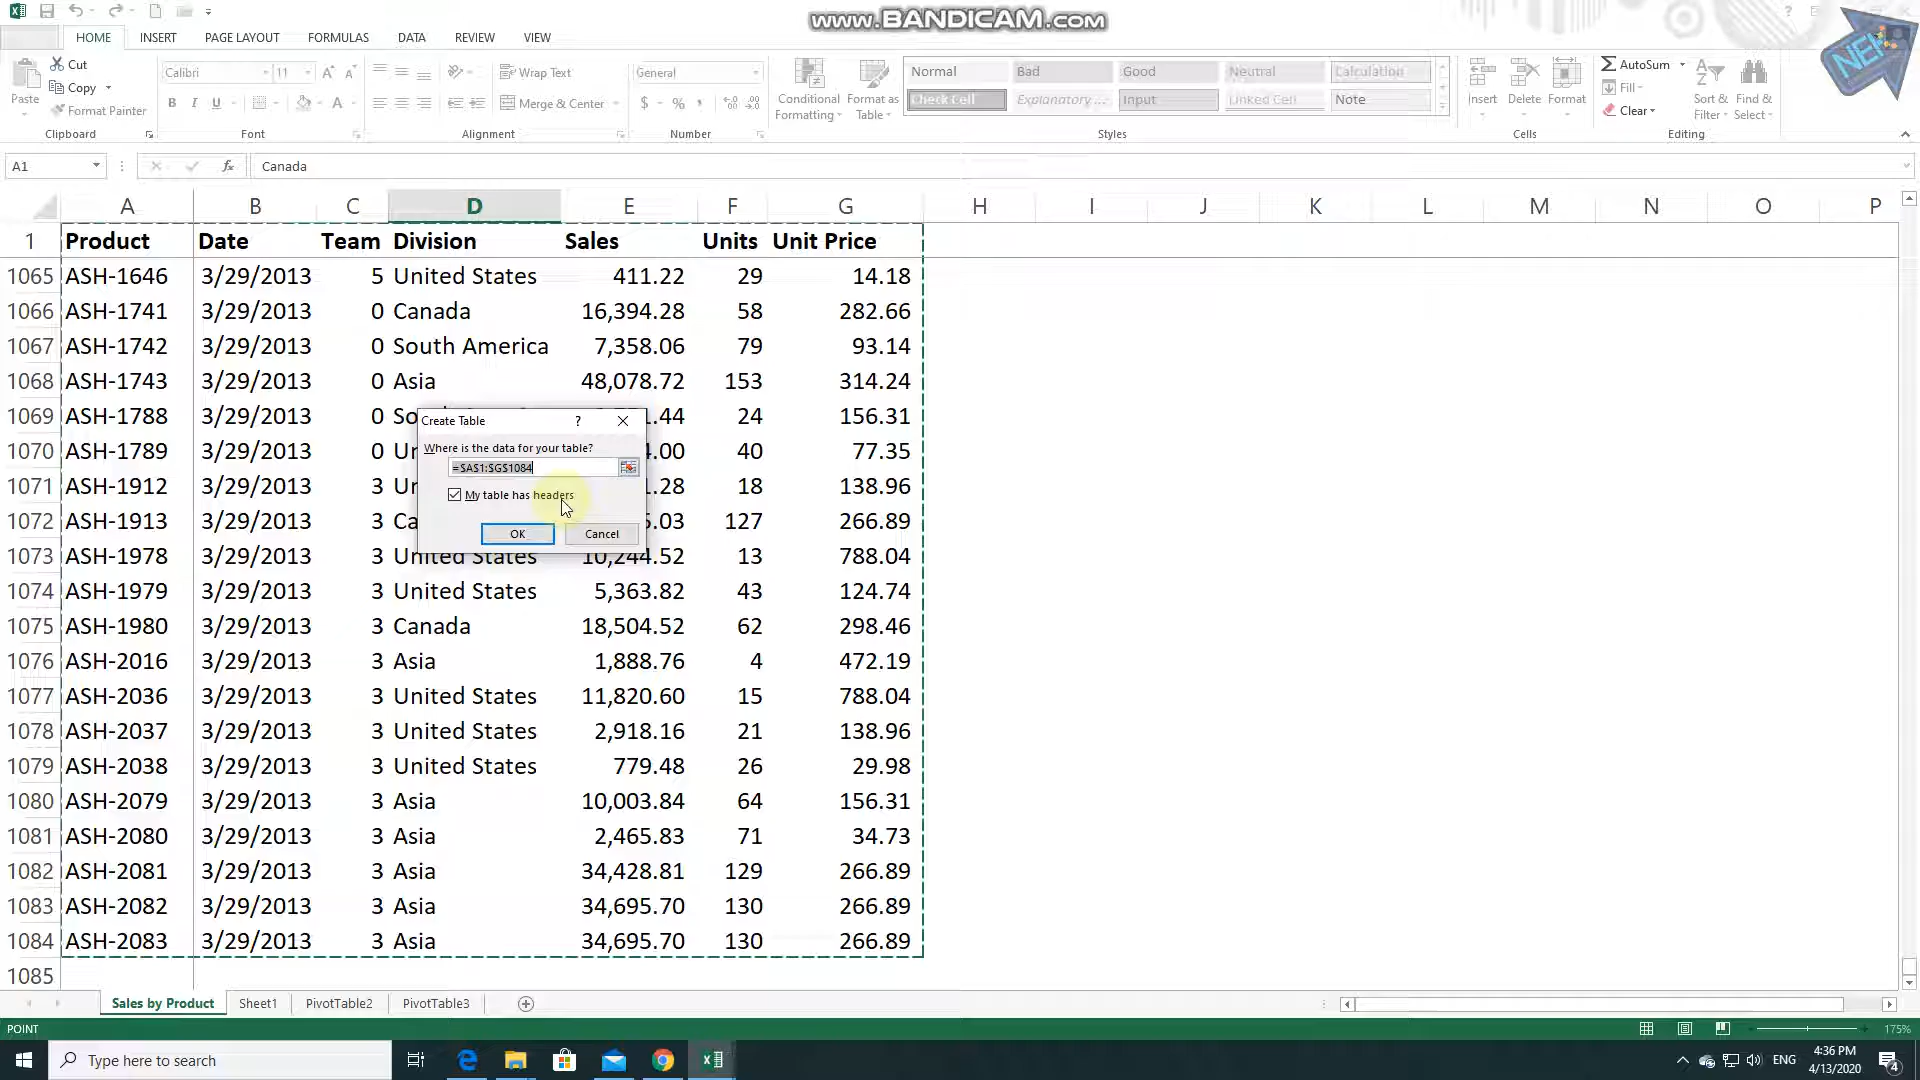 www.BANDICAM.com
NEW
HOME INSERT PAGE LAYOUT FORMULAS DATA REVIEW VIEW
Paste Cut Copy Format Painter Clipboard
Calibri 11 B I U A Font
Wrap Text Merge & Center Alignment
General $ % Number
Conditional Formatting Format as Table
Normal Bad Good Neutral Calculation
Check Cell Explanatory ... Input Linked Cell Note
Styles
Insert Delete Format Cells
AutoSum Fill Clear Sort & Filter Find & Select Editing
A1 fx Canada
A B C D E F G H I J K L M N O P
1 Product Date Team Division Sales Units Unit Price
1065 ASH-1646 3/29/2013 5 United States 411.22 29 14.18
1066 ASH-1741 3/29/2013 0 Canada 16,394.28 58 282.66
1067 ASH-1742 3/29/2013 0 South America 7,358.06 79 93.14
1068 ASH-1743 3/29/2013 0 Asia 48,078.72 153 314.24
1069 ASH-1788 3/29/2013 0 So .44 24 156.31
1070 ASH-1789 3/29/2013 0 Un .00 40 77.35
1071 ASH-1912 3/29/2013 3 Un .28 18 138.96
1072 ASH-1913 3/29/2013 3 Ca .03 127 266.89
1073 ASH-1978 3/29/2013 3 United States 10,244.52 13 788.04
1074 ASH-1979 3/29/2013 3 United States 5,363.82 43 124.74
1075 ASH-1980 3/29/2013 3 Canada 18,504.52 62 298.46
1076 ASH-2016 3/29/2013 3 Asia 1,888.76 4 472.19
1077 ASH-2036 3/29/2013 3 United States 11,820.60 15 788.04
1078 ASH-2037 3/29/2013 3 United States 2,918.16 21 138.96
1079 ASH-2038 3/29/2013 3 United States 779.48 26 29.98
1080 ASH-2079 3/29/2013 3 Asia 10,003.84 64 156.31
1081 ASH-2080 3/29/2013 3 Asia 2,465.83 71 34.73
1082 ASH-2081 3/29/2013 3 Asia 34,428.81 129 266.89
1083 ASH-2082 3/29/2013 3 Asia 34,695.70 130 266.89
1084 ASH-2083 3/29/2013 3 Asia 34,695.70 130 266.89
1085
Create Table ?
Where is the data for your table?
=$A$1:$G$1084
My table has headers
OK Cancel
Sales by Product Sheet1 PivotTable2 PivotTable3
POINT 175%
Type here to search ENG 4:36 PM
4/13/2020 4